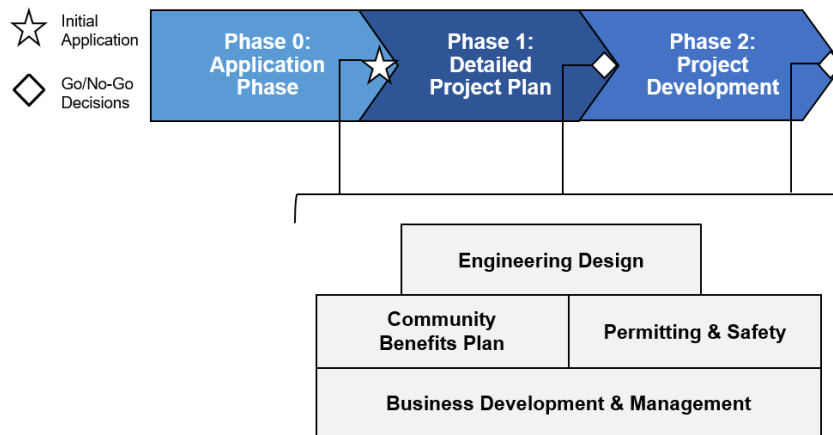 Initial
Application
Go/No-Go
Decisions
Phase 0:
Application
Phase
Phase 1:
Detailed
Project Plan
Phase 2:
Project
Development
Engineering Design
Community
Benefits Plan
Permitting & Safety
Business Development & Management